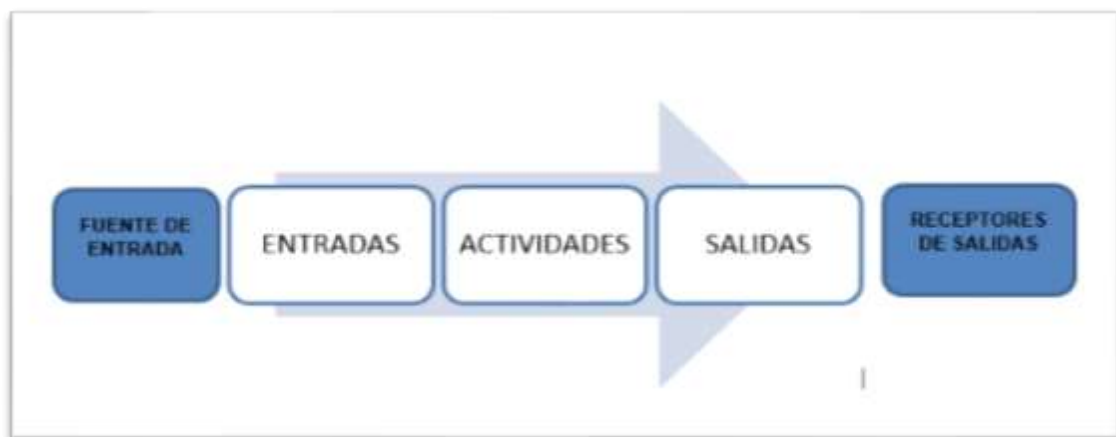 FUENTE DE
ENTRADA
ENTRADAS
ACTIVIDADES
SALIDAS
RECEPTORES
DE SALIDAS